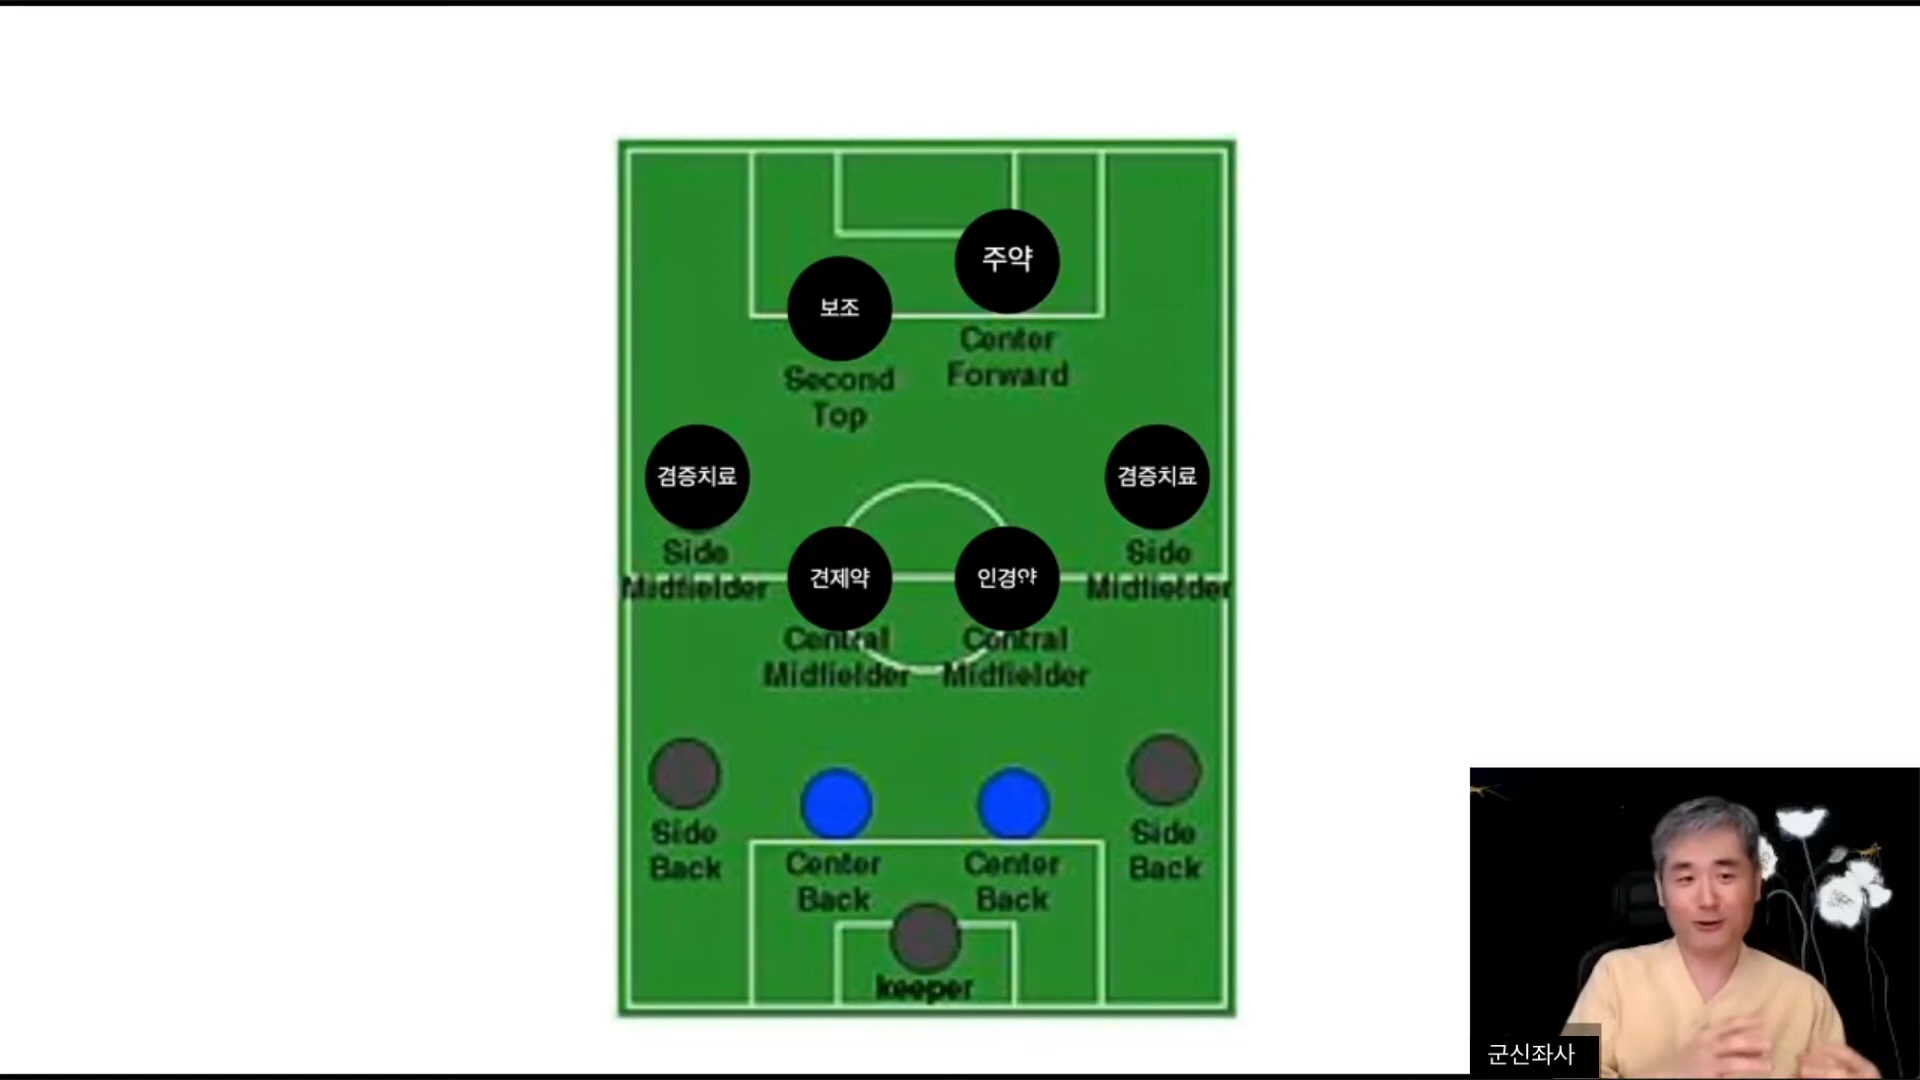 주약
보조
Center
Forward
Second
Top
겸증치료
겸증치료
Side
Midfielder
Side
Midfielder
견제약
인경약
Central
Midfielder
Central
Midfielder
Side
Back
Center
Back
Center
Back
Side
Back
keeper
군신좌사